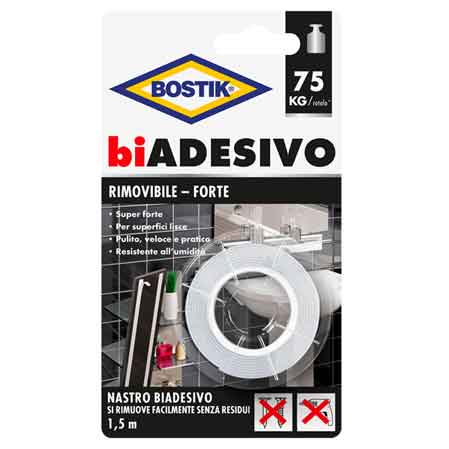 BOSTIK®
75
KG/rotolo*
biADESIVO
RIMOVIBILE – FORTE
• Super forte
• Per superfici lisce
• Pulito, veloce e pratico
• Resistente all'umidità
NASTRO BIADESIVO
SI RIMUOVE FACILMENTE SENZA RESIDUI
1,5 m